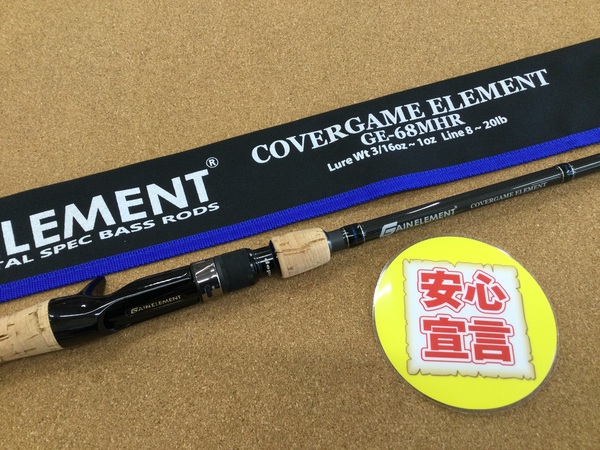 COVERGAME ELEMENT
GE-68MHR
Lure Wt 3/16oz~1oz Line 8~20lb
ELEMENT®
TAL SPEC BASS RODS
GAINELEMENT® COVERGAME ELEMENT
GAINELEMENT
安心
宣言